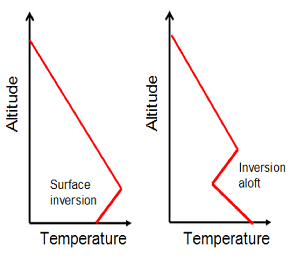 Altitude
Surface
inversion
Temperature
Altitude
Inversion
aloft
Temperature